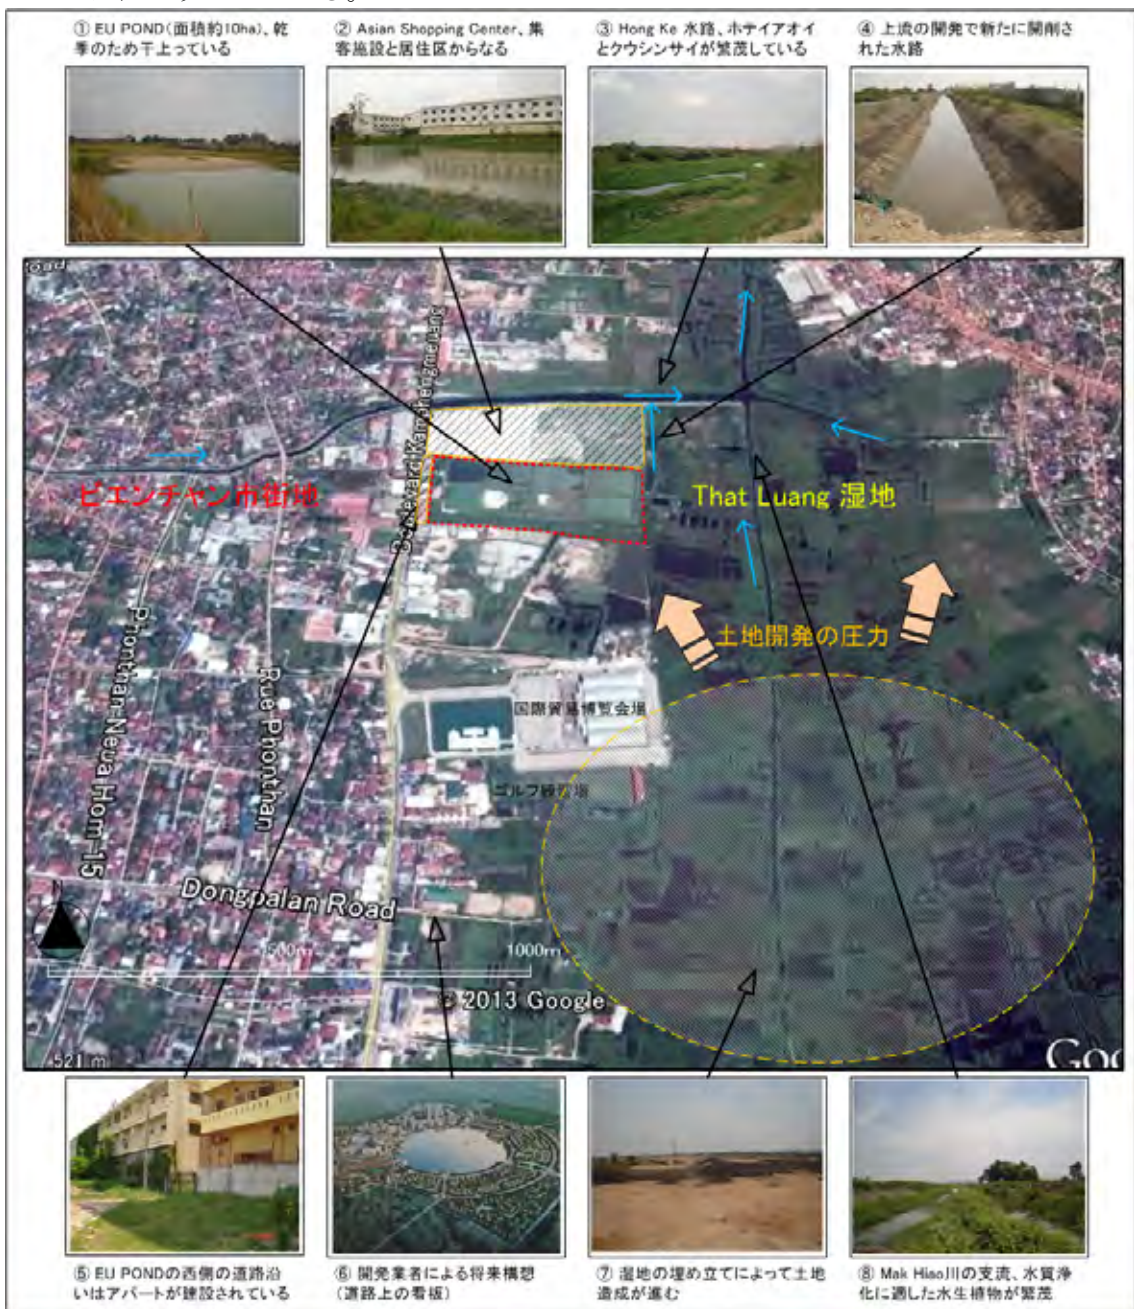 ① EU POND(面積約10ha)、乾
季のため干上っている
② Asian Shopping Center、集
客施設と居住区からなる
③ Hong Ke 水路、ホテイアオイ
とクウシンサイが繁茂している
④ 上流の開発で新たに開削さ
れた水路
Road
Boulevard Kamphengmeuang
ビエンチャン市街地
That Luang 湿地
土地開発の圧力
国際貿易博覧会場
ゴルフ練習場
Phonthan Neua Hom 15
Rue Phonthan
Dongpalan Road
N
500m
1000m
© 2013 Google
521 m
Goo
⑤ EU PONDの西側の道路沿
いはアパートが建設されている
⑥ 開発業者による将来構想
(道路上の看板)
⑦ 湿地の埋め立てによって土地
造成が進む
⑧ Mak Hiao川の支流、水質浄
化に適した水生植物が繁茂